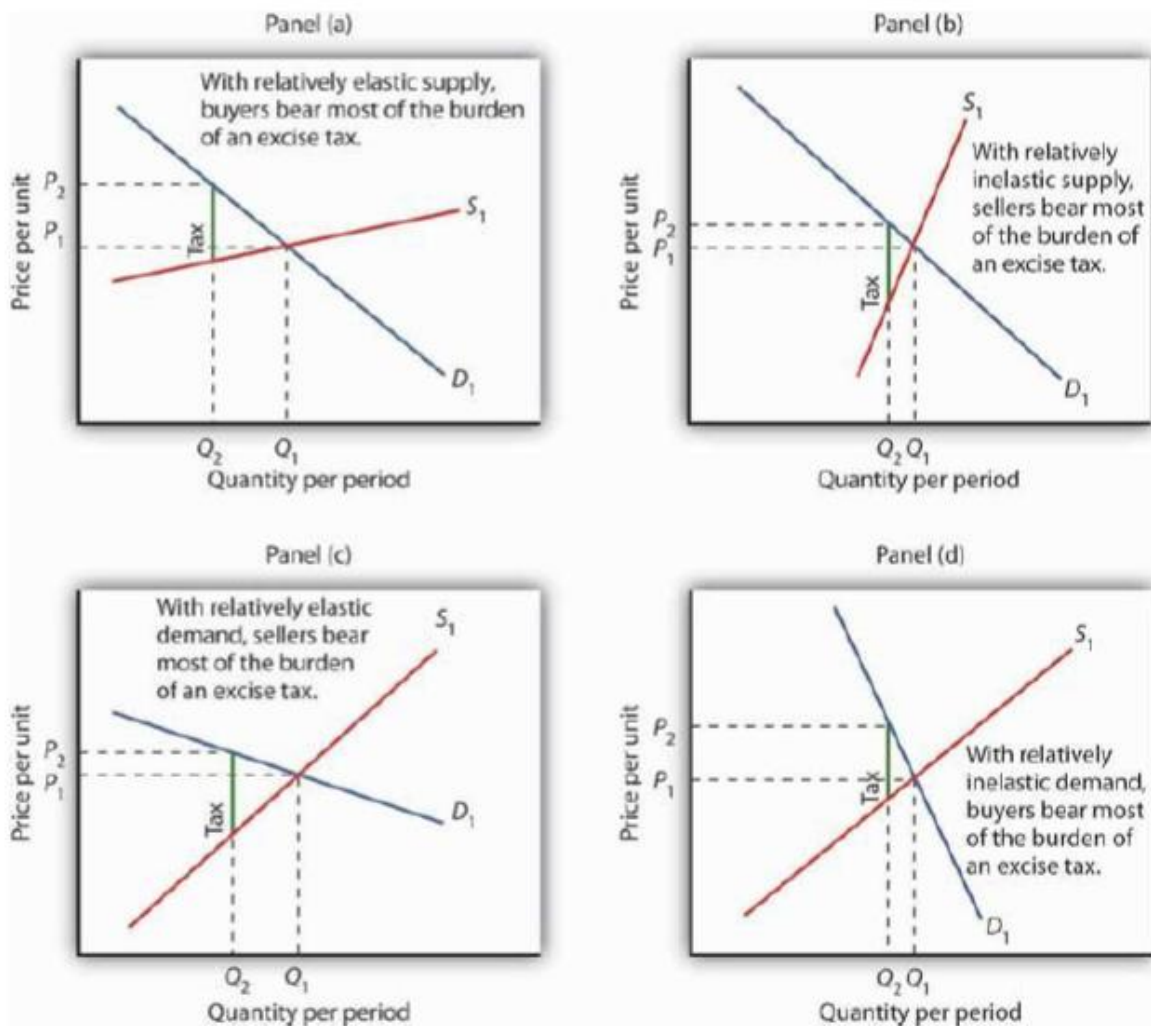 Panel (a)
With relatively elastic supply,
buyers bear most of the burden
of an excise tax.
Price per unit
P2
P1
Tax
S1
D1
Q2
Q1
Quantity per period
Panel (b)
S1
With relatively
inelastic supply,
sellers bear most
of the burden of
an excise tax.
Price per unit
P2
P1
Tax
D1
Q2 Q1
Quantity per period
Panel (c)
With relatively elastic
demand, sellers bear
most of the burden
of an excise tax.
S1
Price per unit
P2
P1
Tax
D1
Q2
Q1
Quantity per period
Panel (d)
S1
Price per unit
P2
P1
Tax
With relatively
inelastic demand,
buyers bear most
of the burden of
an excise tax.
D1
Q2 Q1
Quantity per period